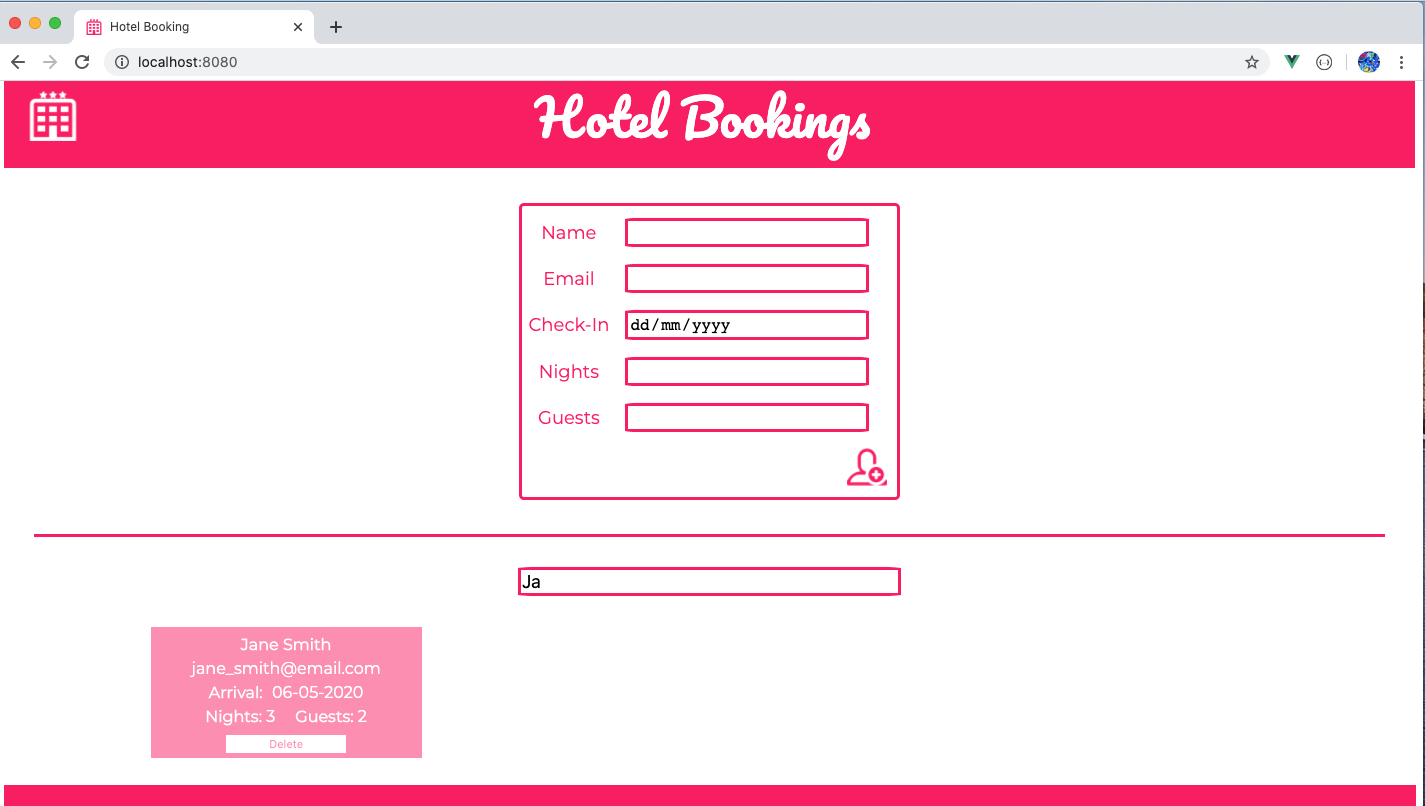 Hotel Booking
localhost:8080
Hotel Bookings
Name
Email
Check-In dd/mm/yyyy
Nights
Guests
Ja
Jane Smith
jane_smith@email.com
Arrival: 06-05-2020
Nights: 3 Guests: 2
Delete